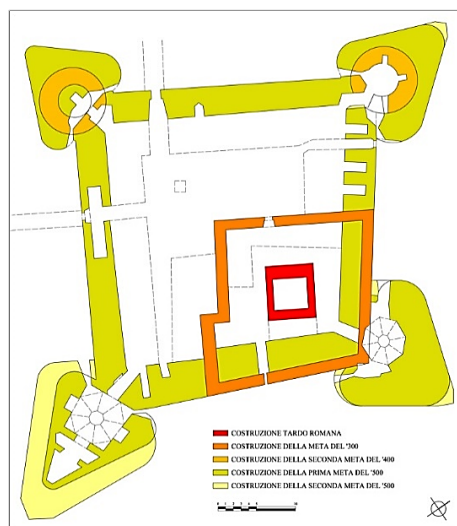 COSTRUZIONE TARDO ROMANA
COSTRUZIONE DELLA META DEL '300
COSTRUZIONE DELLA SECONDA META DEL '400
COSTRUZIONE DELLA PRIMA META DEL '500
COSTRUZIONE DELLA SECONDA META DEL '500